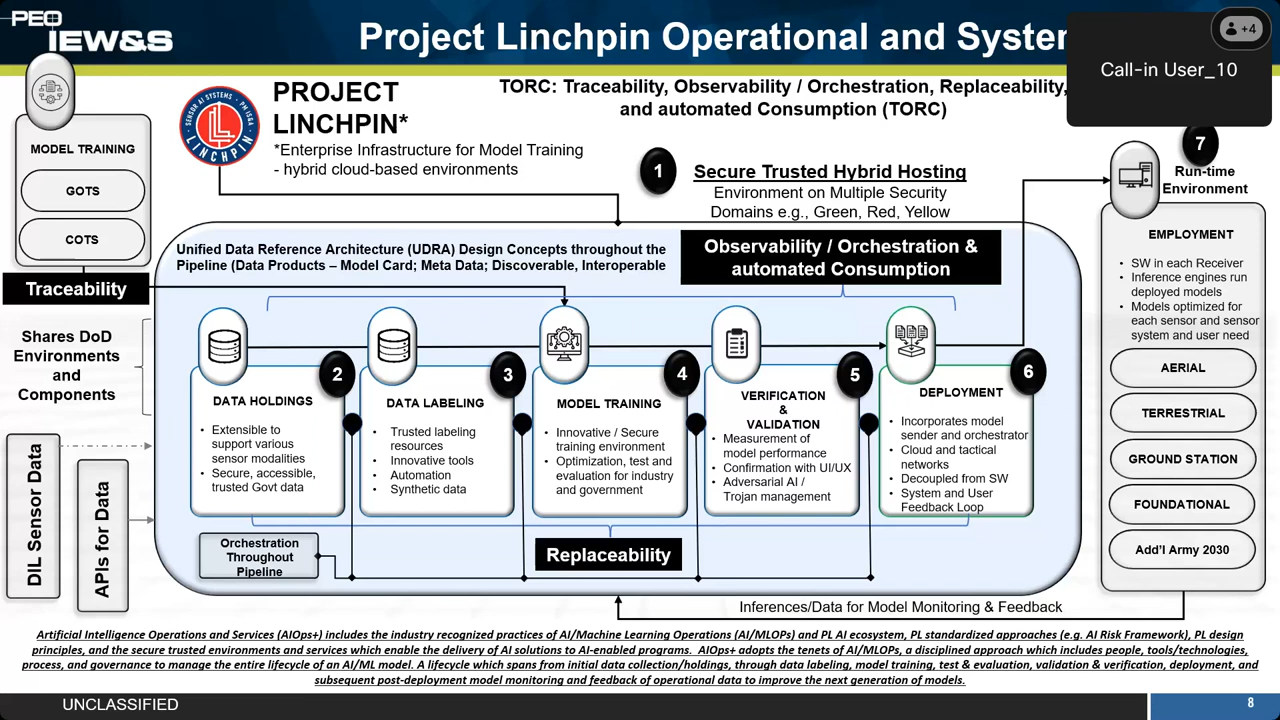 PEO
IEW&S
Project Linchpin Operational and System
+4
Call-in User_10
MODEL TRAINING
GOTS
COTS
Traceability
Shares DoD
Environments
and
Components
DIL Sensor Data
APIs for Data
SENSOR AI SYSTEMS • PM IS&A
LINCHPIN
PROJECT
LINCHPIN*
*Enterprise Infrastructure for Model Training
- hybrid cloud-based environments
TORC: Traceability, Observability / Orchestration, Replaceability,
and automated Consumption (TORC)
1
Secure Trusted Hybrid Hosting
Environment on Multiple Security
Domains e.g., Green, Red, Yellow
Unified Data Reference Architecture (UDRA) Design Concepts throughout the
Pipeline (Data Products – Model Card; Meta Data; Discoverable, Interoperable
Observability / Orchestration &
automated Consumption
2
DATA HOLDINGS
• Extensible to
support various
sensor modalities
• Secure, accessible,
trusted Govt data
3
DATA LABELING
• Trusted labeling
resources
• Innovative tools
• Automation
• Synthetic data
4
MODEL TRAINING
• Innovative / Secure
training environment
• Optimization, test and
evaluation for industry
and government
5
VERIFICATION
&
VALIDATION
• Measurement of
model performance
• Confirmation with UI/UX
• Adversarial AI /
Trojan management
6
DEPLOYMENT
• Incorporates model
sender and orchestrator
• Cloud and tactical
networks
• Decoupled from SW
• System and User
Feedback Loop
Orchestration
Throughout
Pipeline
Replaceability
7
Run-time
Environment
EMPLOYMENT
• SW in each Receiver
• Inference engines run
deployed models
• Models optimized for
each sensor and sensor
system and user need
AERIAL
TERRESTRIAL
GROUND STATION
FOUNDATIONAL
Add'l Army 2030
Inferences/Data for Model Monitoring & Feedback
Artificial Intelligence Operations and Services (AIOps+) includes the industry recognized practices of AI/Machine Learning Operations (AI/MLOPs) and PL AI ecosystem, PL standardized approaches (e.g. AI Risk Framework), PL design
principles, and the secure trusted environments and services which enable the delivery of AI solutions to AI-enabled programs. AIOps+ adopts the tenets of AI/MLOPs, a disciplined approach which includes people, tools/technologies,
process, and governance to manage the entire lifecycle of an AI/ML model. A lifecycle which spans from initial data collection/holdings, through data labeling, model training, test & evaluation, validation & verification, deployment, and
subsequent post-deployment model monitoring and feedback of operational data to improve the next generation of models.
UNCLASSIFIED
8